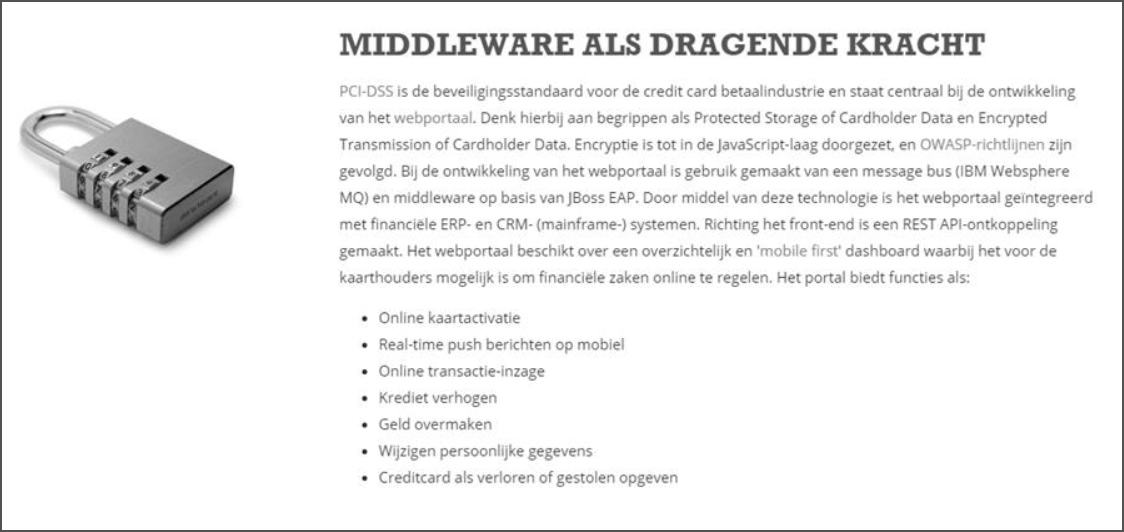 MIDDLEWARE ALS DRAGENDE KRACHT
PCI-DSS is de beveiligingsstandaard voor de credit card betaalindustrie en staat centraal bij de ontwikkeling
van het webportaal. Denk hierbij aan begrippen als Protected Storage of Cardholder Data en Encrypted
Transmission of Cardholder Data. Encryptie is tot in de JavaScript-laag doorgezet, en OWASP-richtlijnen zijn
gevolgd. Bij de ontwikkeling van het webportaal is gebruik gemaakt van een message bus (IBM Websphere
MQ) en middleware op basis van JBoss EAP. Door middel van deze technologie is het webportaal geïntegreerd
met financiële ERP- en CRM- (mainframe-) systemen. Richting het front-end is een REST API-ontkoppeling
gemaakt. Het webportaal beschikt over een overzichtelijk en 'mobile first' dashboard waarbij het voor de
kaarthouders mogelijk is om financiële zaken online te regelen. Het portal biedt functies als:
• Online kaartactivatie
• Real-time push berichten op mobiel
• Online transactie-inzage
• Krediet verhogen
• Geld overmaken
• Wijzigen persoonlijke gegevens
• Creditcard als verloren of gestolen opgeven